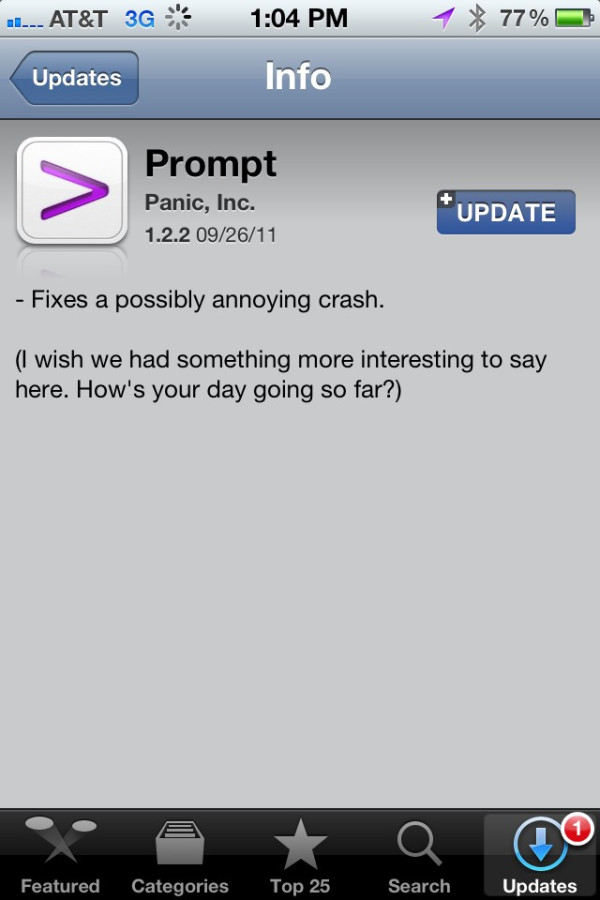 AT&T 3G 1:04 PM 77%
Updates Info
Prompt
Panic, Inc.
1.2.2 09/26/11
UPDATE
- Fixes a possibly annoying crash.
(I wish we had something more interesting to say
here. How's your day going so far?)
1
Featured Categories Top 25 Search Updates